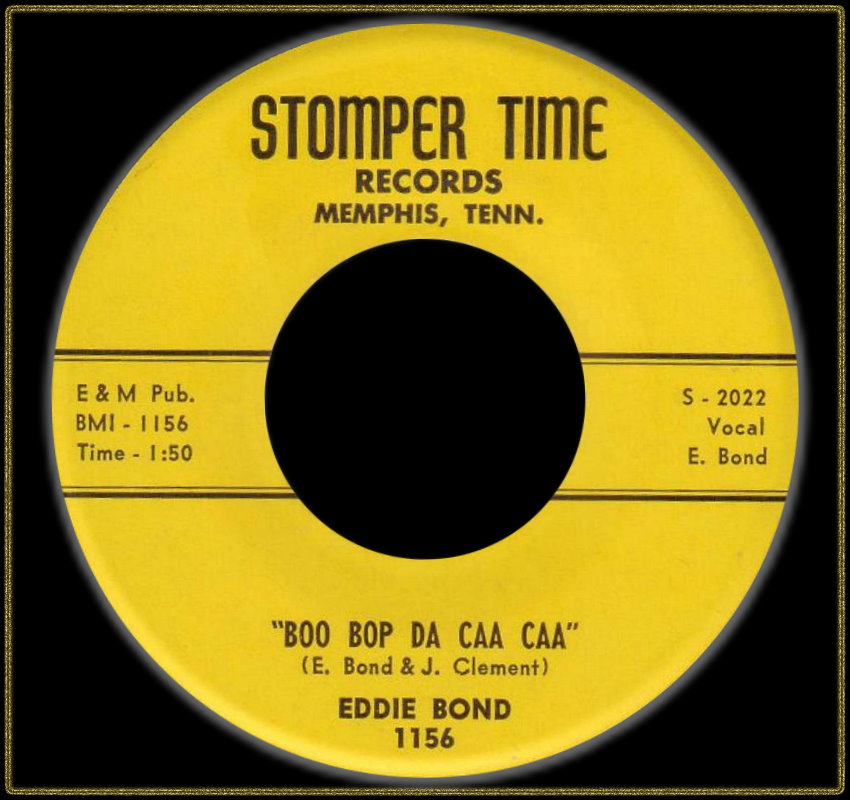 STOMPER TIME
RECORDS
MEMPHIS, TENN.
E & M Pub.
BMI - 1156
Time - 1:50
S - 2022
Vocal
E. Bond
"BOO BOP DA CAA CAA"
(E. Bond & J. Clement)
EDDIE BOND
1156